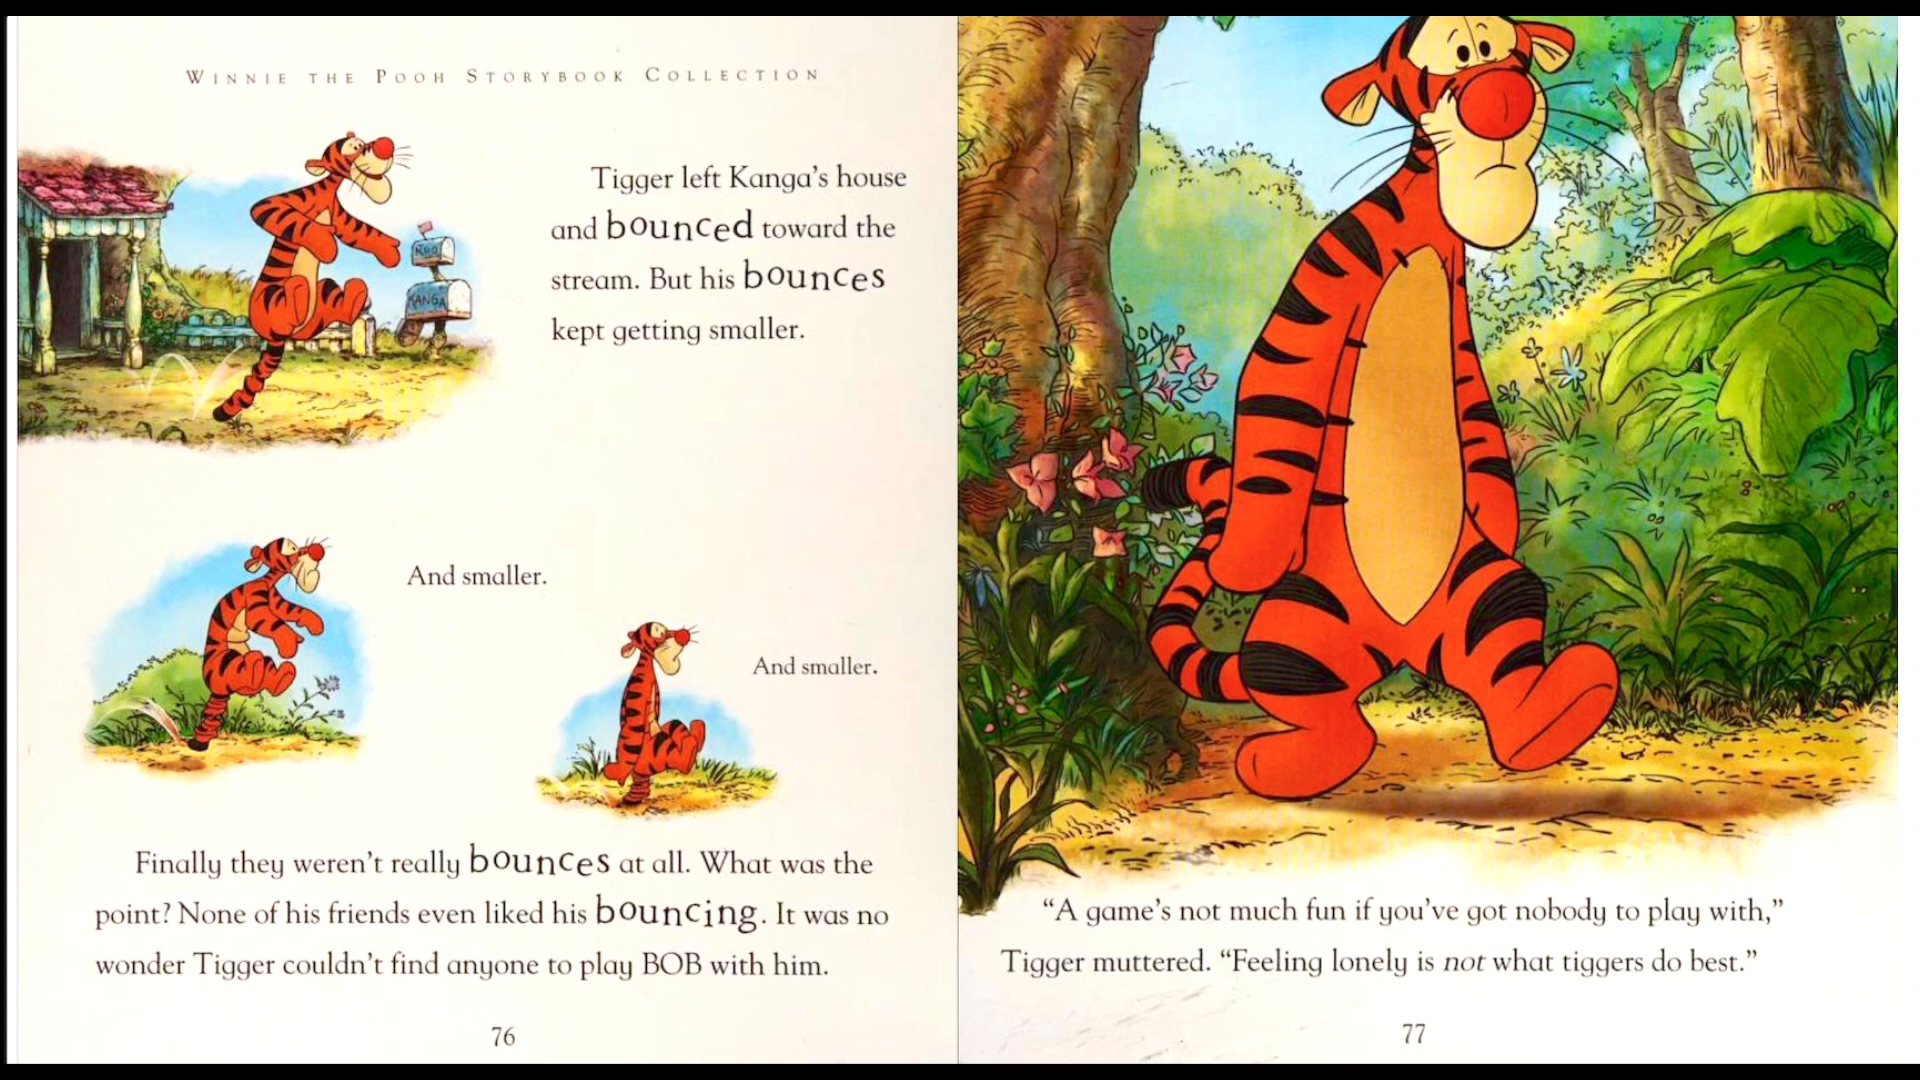 WINNIE THE POOH STORYBOOK COLLECTION
Tigger left Kanga’s house
and bounced toward the
stream. But his bounces
kept getting smaller.
ROO
KANGA
And smaller.
And smaller.
Finally they weren’t really bounces at all. What was the
point? None of his friends even liked his bouncing. It was no
wonder Tigger couldn’t find anyone to play BOB with him.
76
“A game’s not much fun if you’ve got nobody to play with,”
Tigger muttered. “Feeling lonely is not what tiggers do best.”
77